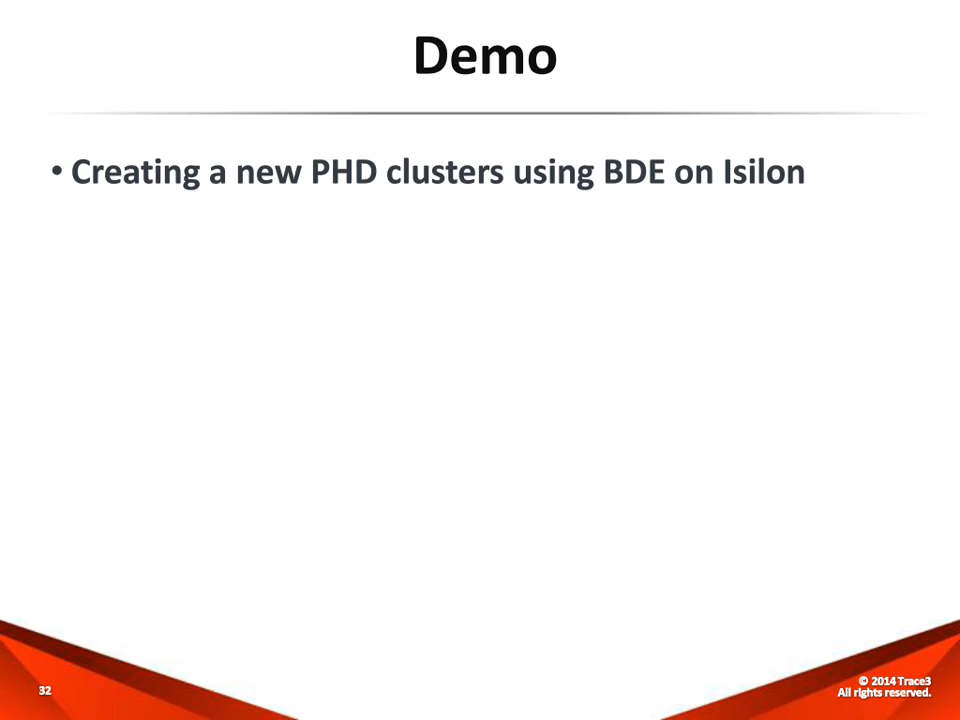 Demo
• Creating a new PHD clusters using BDE on Isilon
32
© 2014 Trace3
All rights reserved.